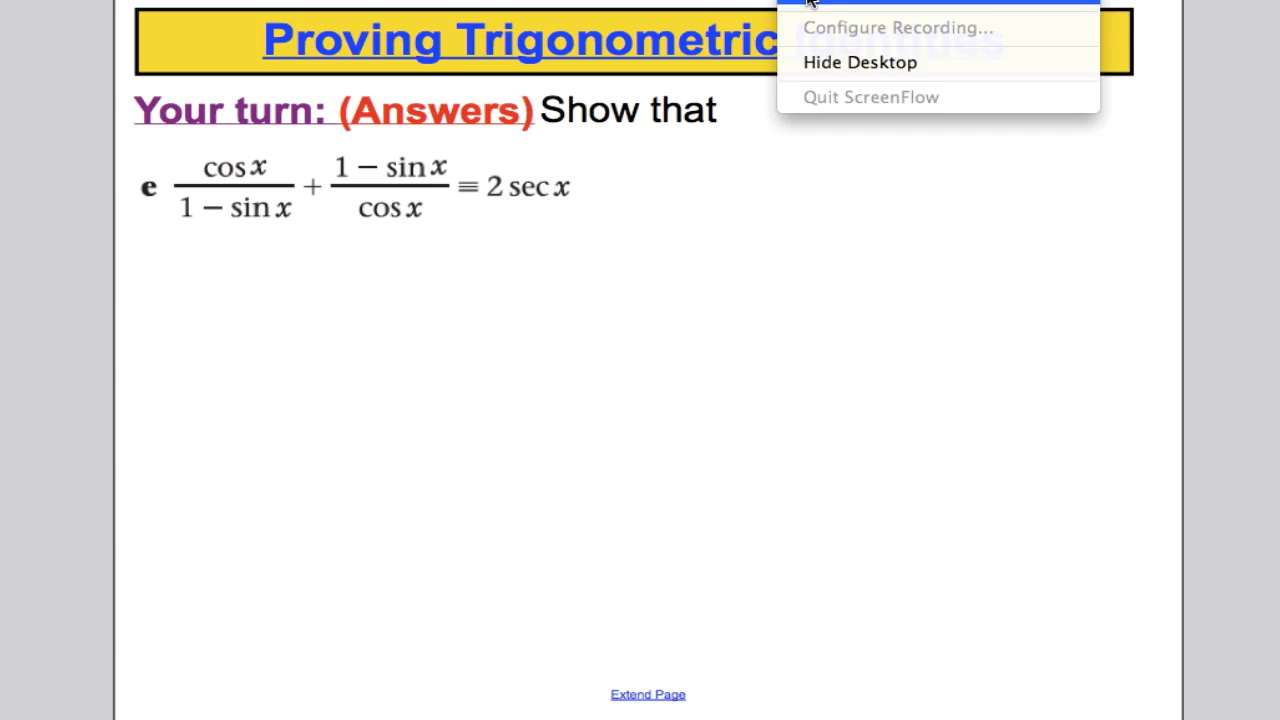 Proving Trigonometric
Configure Recording...
Hide Desktop
Quit ScreenFlow
Your turn: (Answers) Show that
e cos x / (1 − sin x) + (1 − sin x) / cos x ≡ 2 sec x
Extend Page